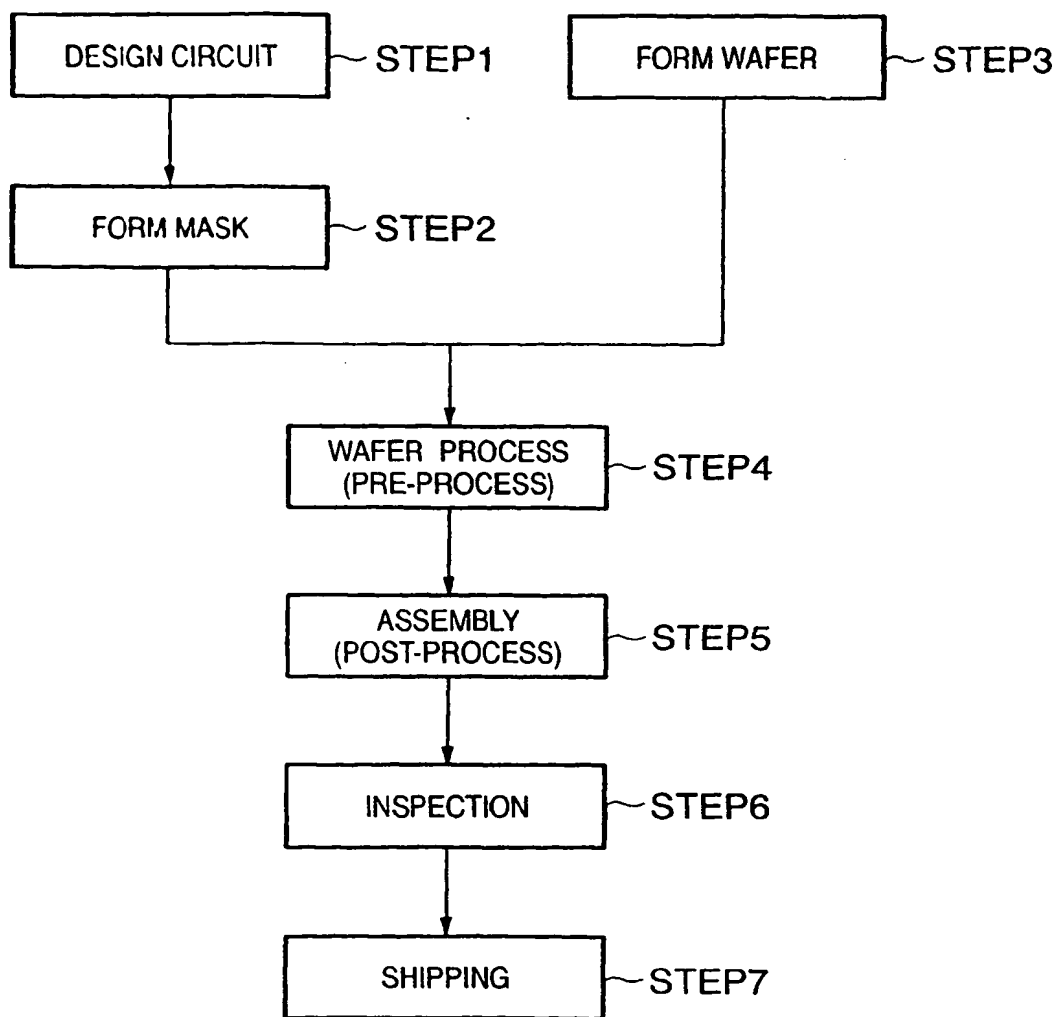 DESIGN CIRCUIT
STEP1
FORM WAFER
STEP3
FORM MASK
STEP2
WAFER PROCESS
(PRE-PROCESS)
STEP4
ASSEMBLY
(POST-PROCESS)
STEP5
INSPECTION
STEP6
SHIPPING
STEP7